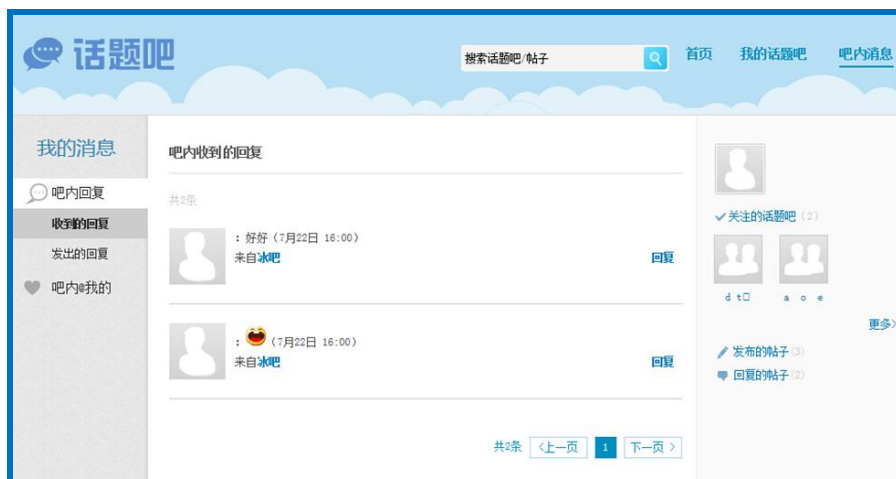 话题吧
搜索话题吧/帖子
首页 我的话题吧 吧内消息
我的消息
吧内回复
收到的回复
发出的回复
吧内@我的
吧内收到的回复
共2条
：好好（7月22日 16:00）
来自冰吧
回复
：（7月22日 16:00）
来自冰吧
回复
共2条 <上一页 1 下一页 >
关注的话题吧（2）
d t□ a o e
更多>
发布的帖子(3)
回复的帖子(2)